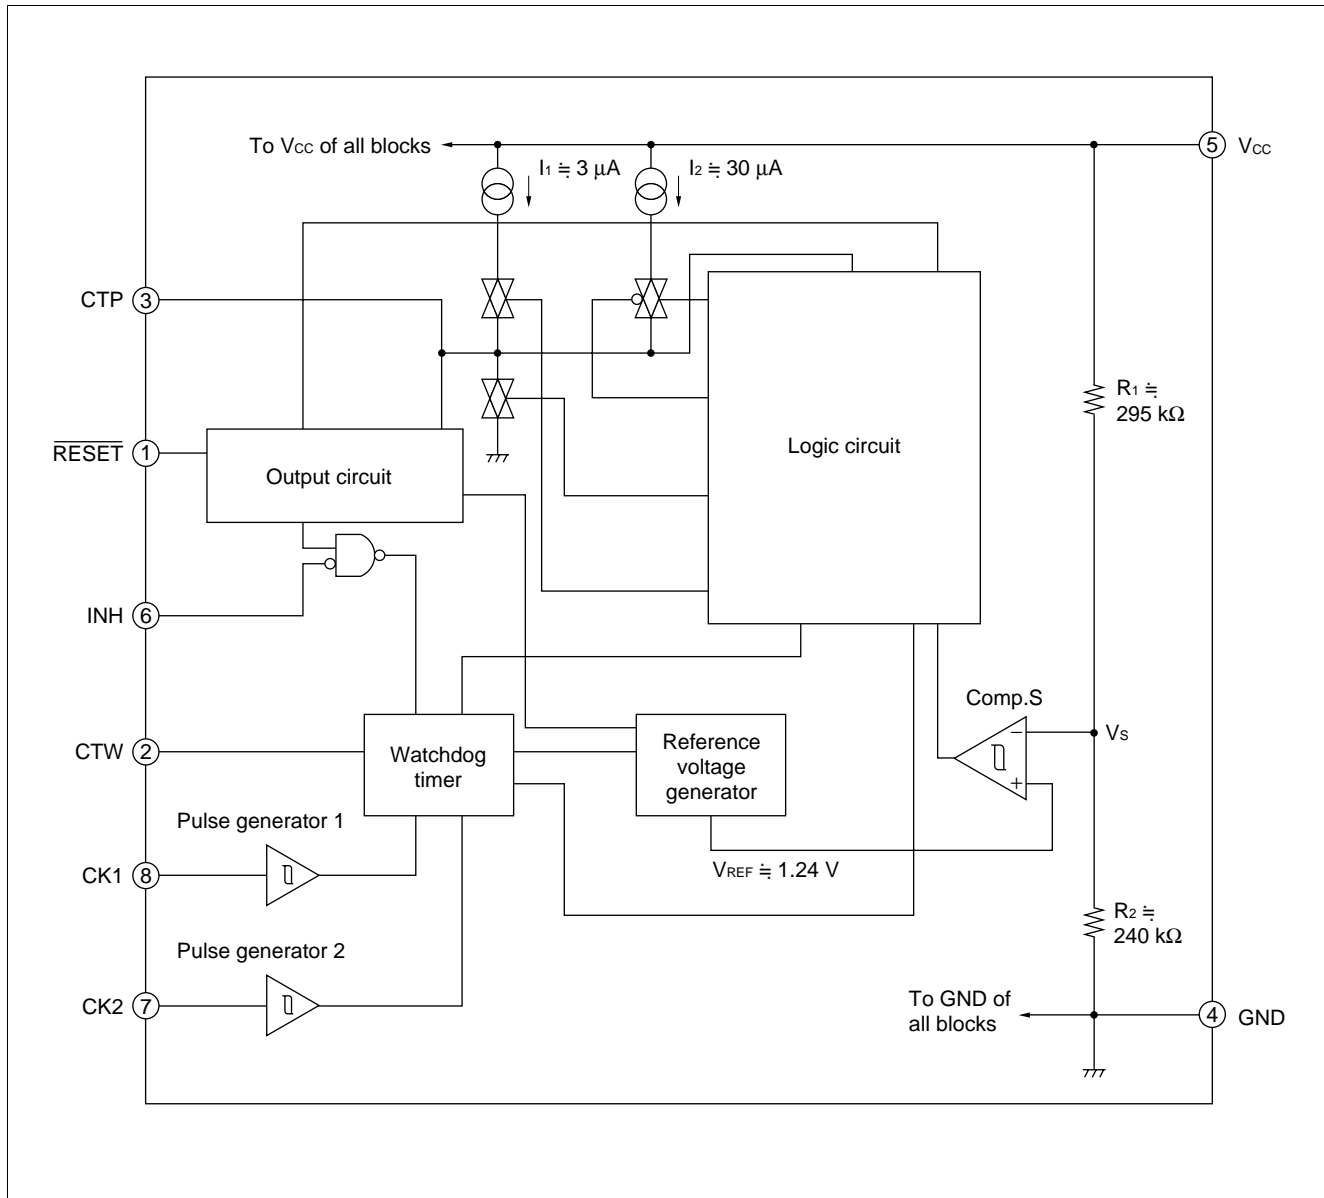 To VCC of all blocks
5
VCC
I1 ≒ 3 μA
I2 ≒ 30 μA
CTP
3
R1 ≒
295 kΩ
Logic circuit
RESET
1
Output circuit
INH
6
Comp.S
−
VS
+
CTW
2
Watchdog
timer
Reference
voltage
generator
Pulse generator 1
VREF ≒ 1.24 V
CK1
8
R2 ≒
240 kΩ
Pulse generator 2
CK2
7
To GND of
all blocks
4
GND